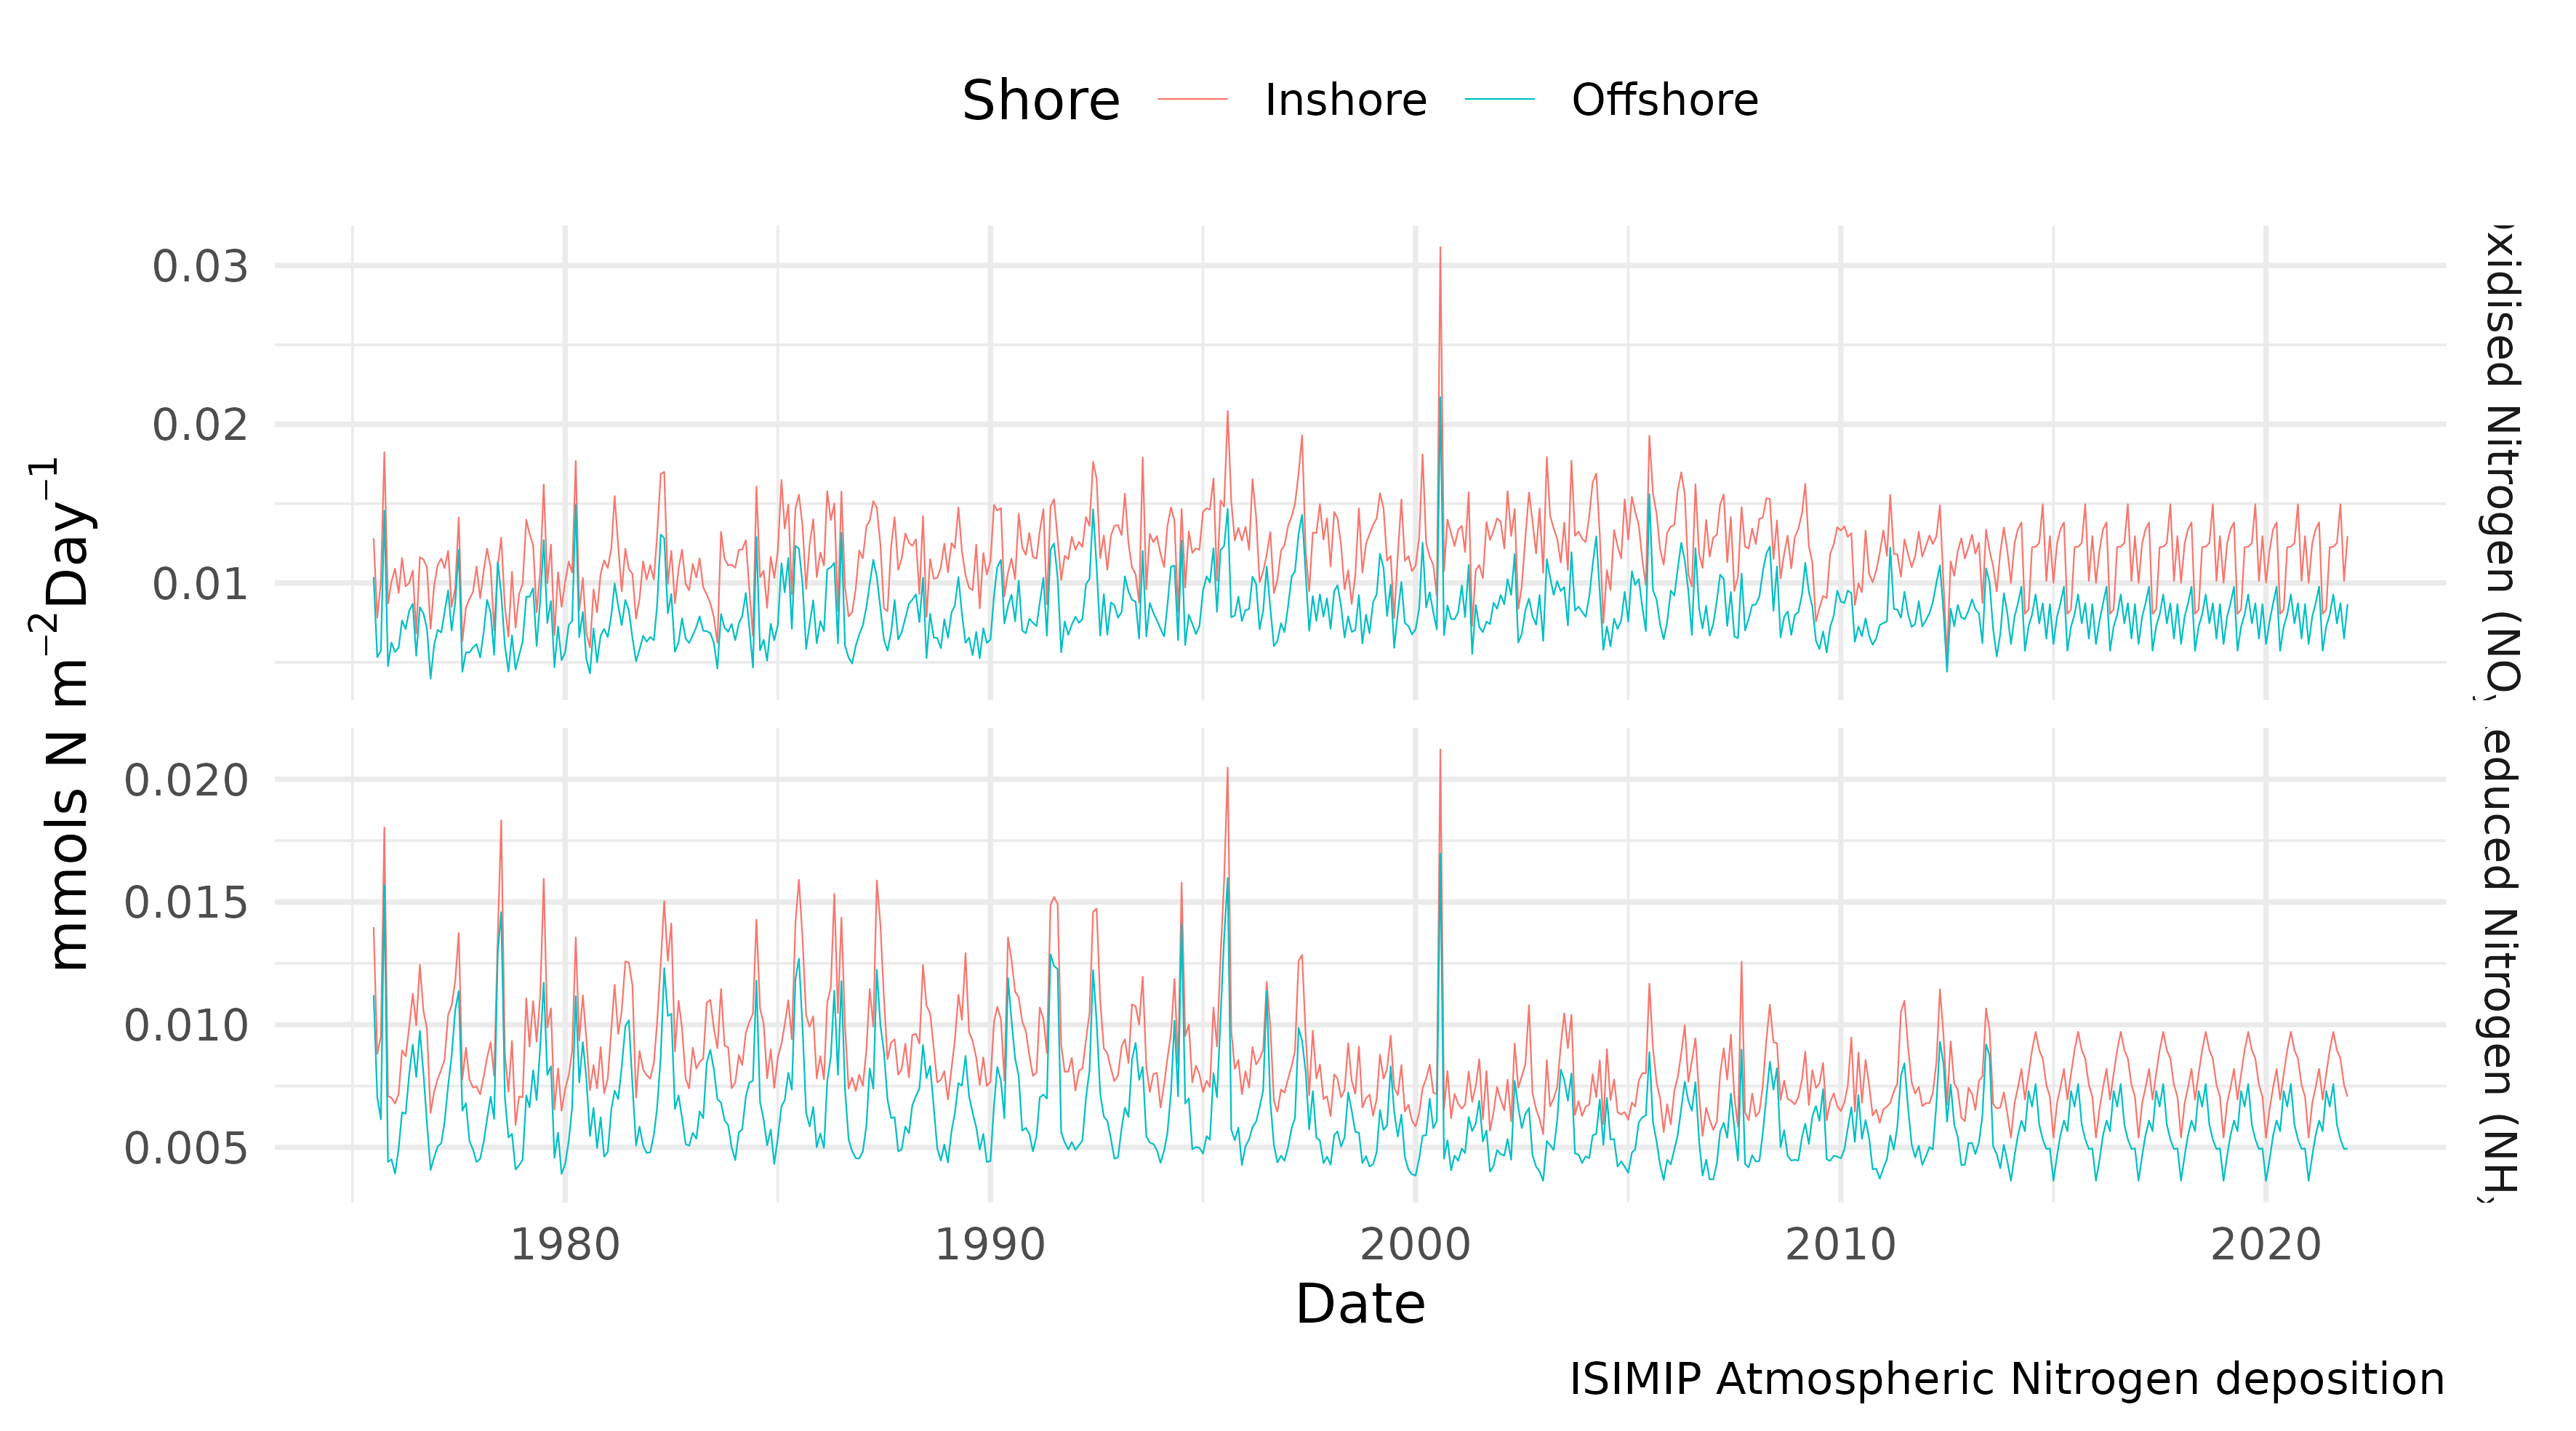 Shore Inshore Offshore
0.03
0.02
0.01
0.020
0.015
0.010
0.005
mmols N m⁻²Day⁻¹
xidised Nitrogen (NO
educed Nitrogen (NH
1980 1990 2000 2010 2020
Date
ISIMIP Atmospheric Nitrogen deposition